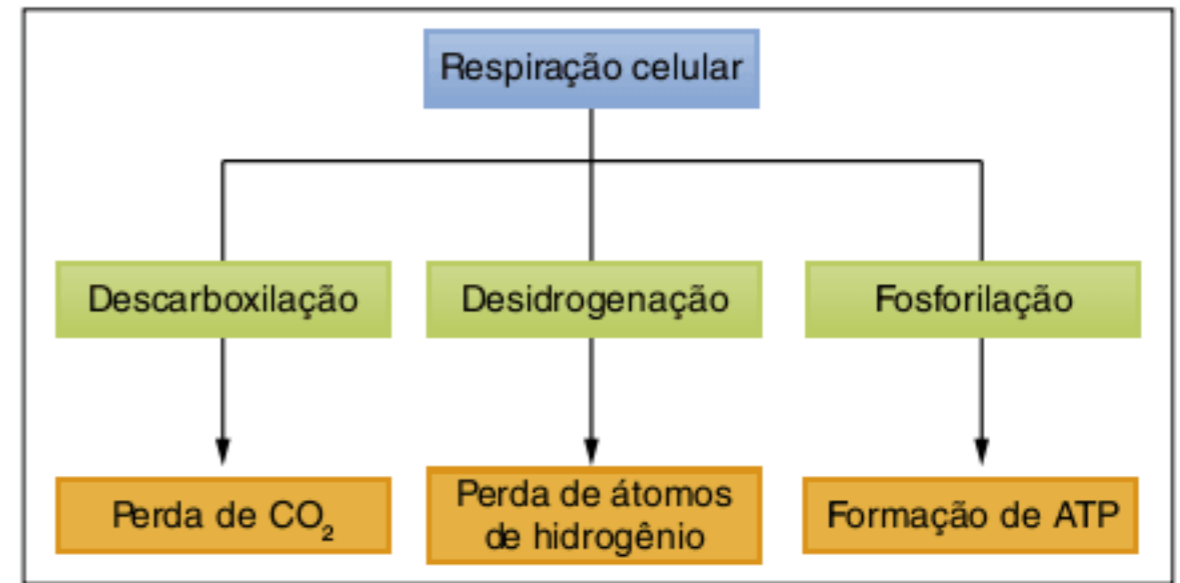 Respiração celular
Descarboxilação
Desidrogenação
Fosforilação
Perda de CO₂
Perda de átomos
de hidrogênio
Formação de ATP